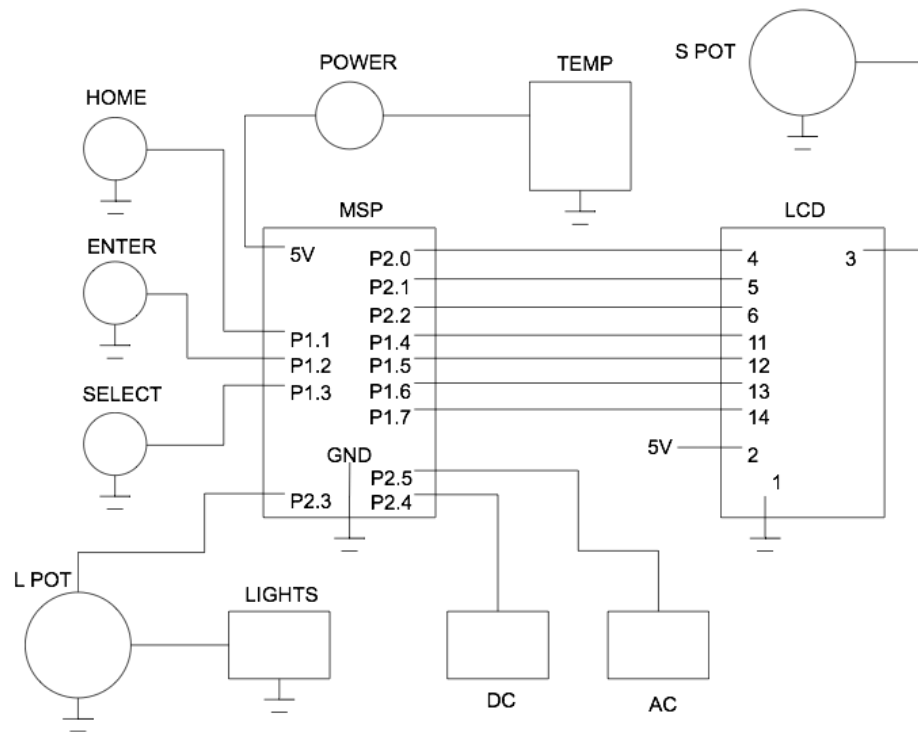 S POT
POWER
TEMP
HOME
MSP
LCD
ENTER
5V
P2.0
4
3
P2.1
5
P2.2
6
P1.1
P1.4
11
P1.2
P1.5
12
SELECT
P1.3
P1.6
13
P1.7
14
GND
5V
2
P2.5
1
P2.3
P2.4
L POT
LIGHTS
DC
AC